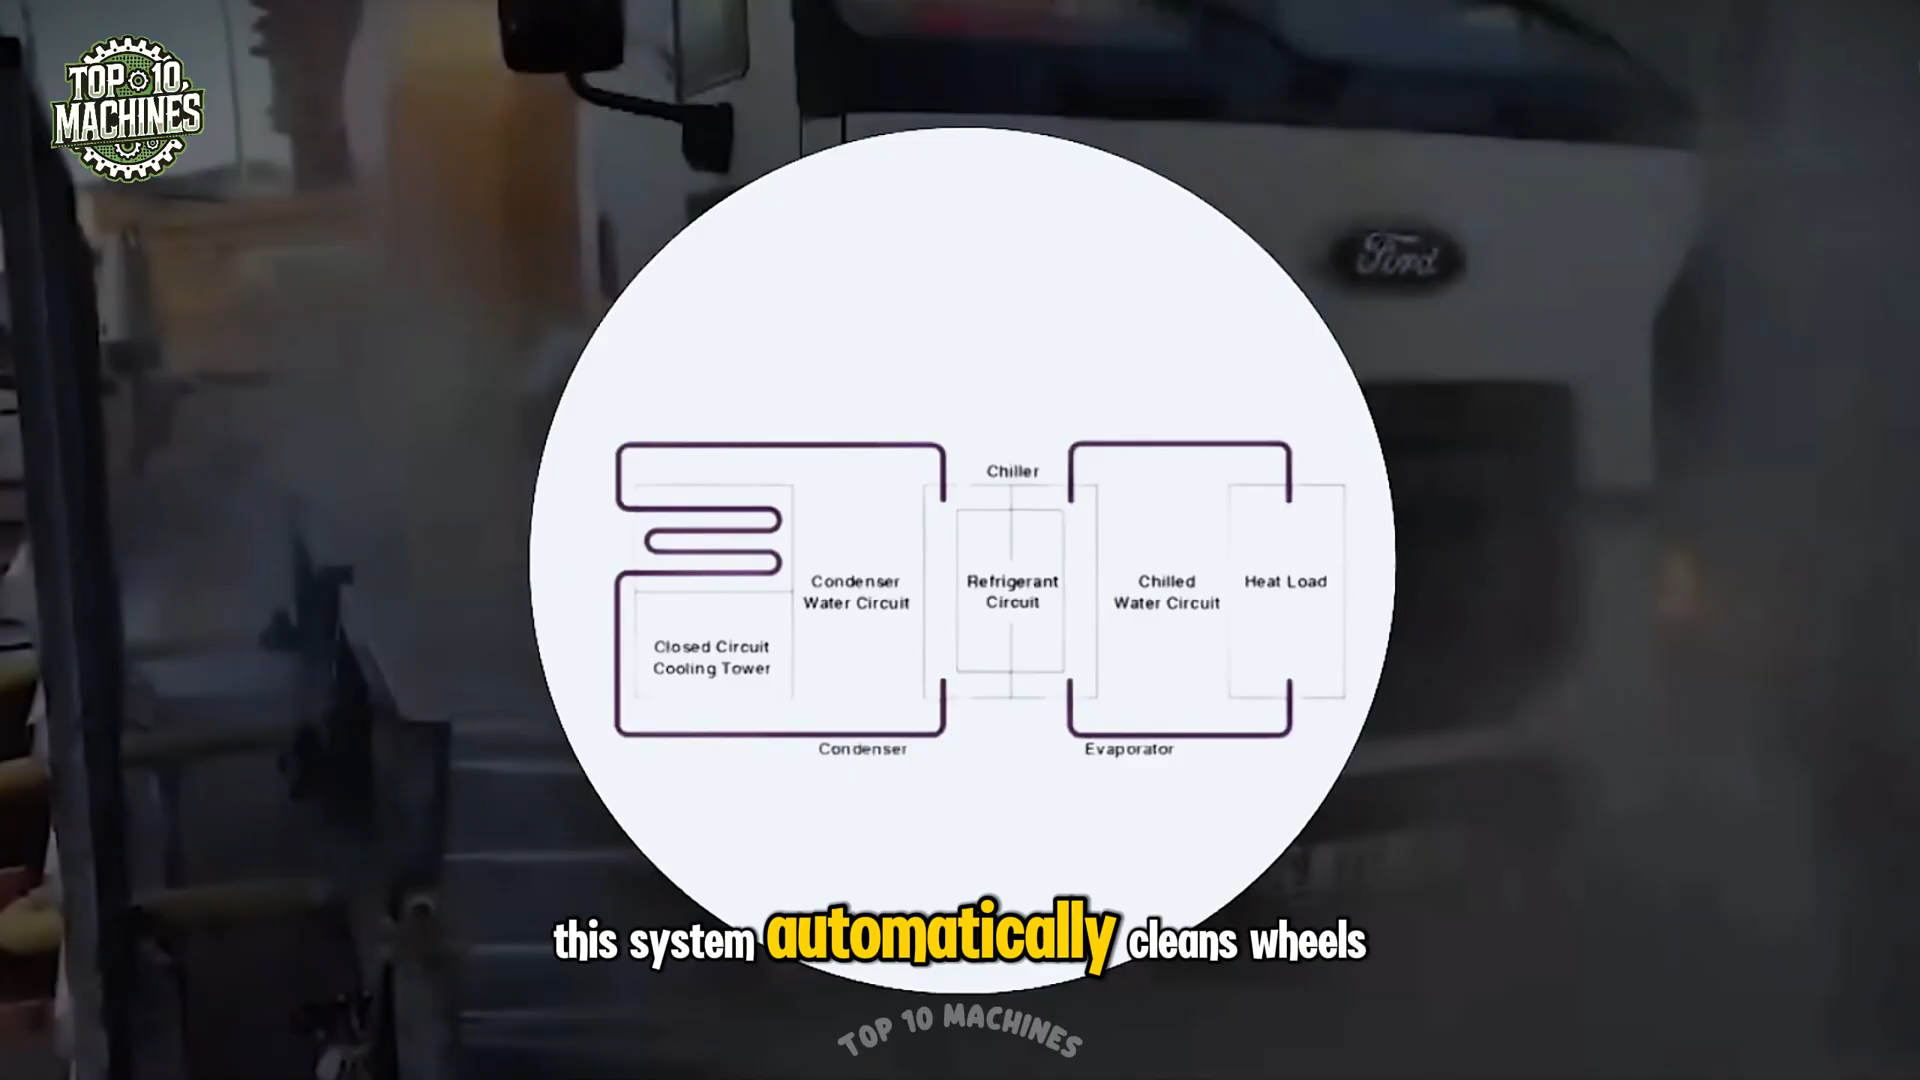 TOP 10
MACHINES
Ford
Chiller
Condenser
Water Circuit
Refrigerant
Circuit
Chilled
Water Circuit
Heat Load
Closed Circuit
Cooling Tower
Condenser
Evaporator
this system automatically cleans wheels
TOP 10 MACHINES